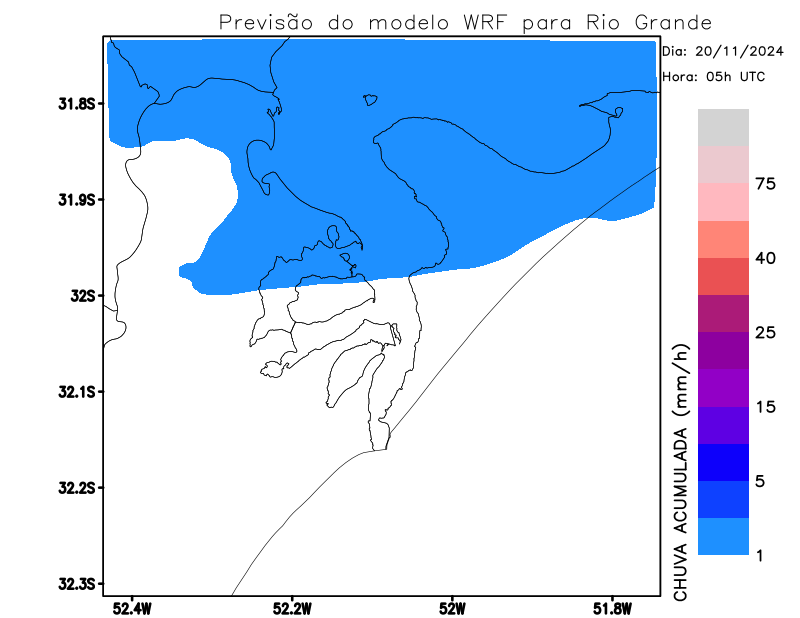 Previsão do modelo WRF para Rio Grande
Dia: 20/11/2024
Hora: 05h UTC
31.8S
31.9S
32S
32.1S
32.2S
32.3S
52.4W
52.2W
52W
51.8W
75
40
25
15
5
1
CHUVA ACUMULADA (mm/h)